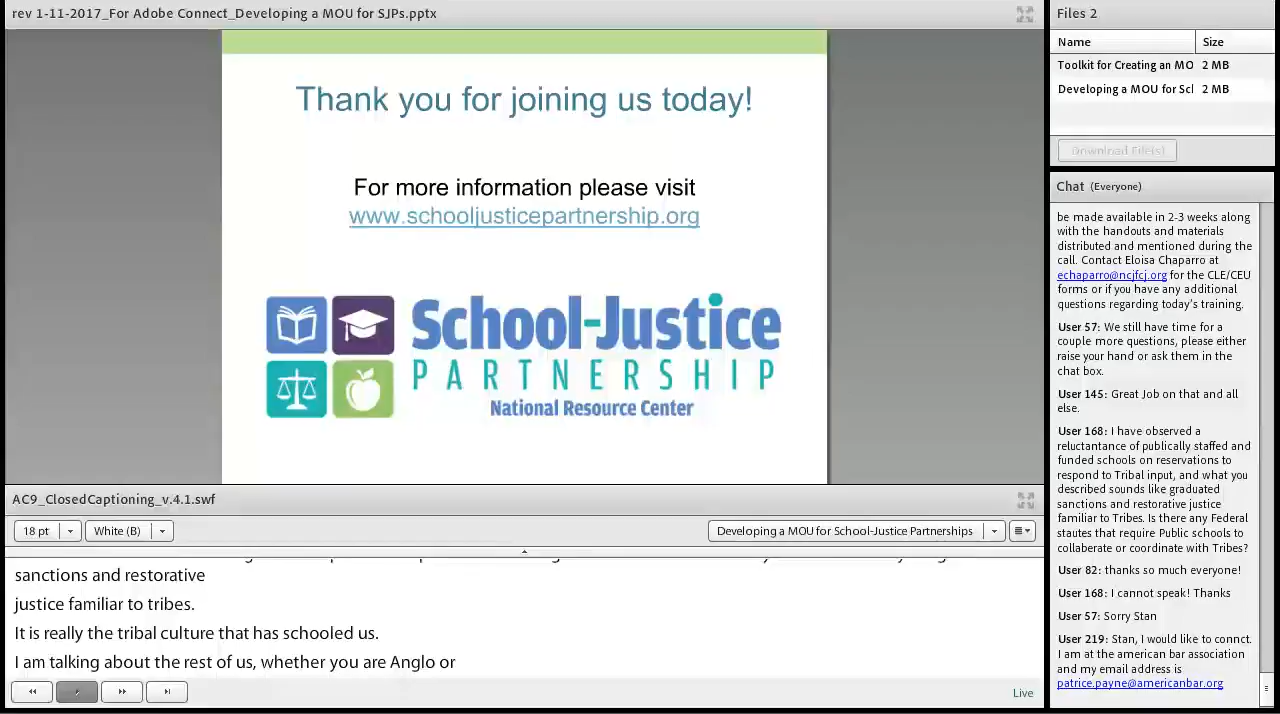 rev 1-11-2017_For Adobe Connect_Developing a MOU for SJPs.pptx
Thank you for joining us today!
For more information please visit
www.schooljusticepartnership.org
School-Justice
PARTNERSHIP
National Resource Center
AC9_ClosedCaptioning_v.4.1.swf
18 pt
White (B)
Developing a MOU for School-Justice Partnerships
sanctions and restorative
justice familiar to tribes.
It is really the tribal culture that has schooled us.
I am talking about the rest of us, whether you are Anglo or
Live
Files 2
Name Size
Toolkit for Creating an MO 2 MB
Developing a MOU for Scl 2 MB
Download File(s)
Chat (Everyone)
be made available in 2-3 weeks along
with the handouts and materials
distributed and mentioned during the
call. Contact Eloisa Chaparro at
echaparro@ncjfcj.org for the CLE/CEU
forms or if you have any additional
questions regarding today's training.
User 57: We still have time for a
couple more questions, please either
raise your hand or ask them in the
chat box.
User 145: Great Job on that and all
else.
User 168: I have observed a
reluctance of publically staffed and
funded schools on reservations to
respond to Tribal input, and what you
described sounds like graduated
sanctions and restorative justice
familiar to Tribes. Is there any Federal
stautes that require Public schools to
collaberate or coordinate with Tribes?
User 82: thanks so much everyone!
User 168: I cannot speak! Thanks
User 57: Sorry Stan
User 219: Stan, I would like to connct.
I am at the american bar association
and my email address is
patrice.payne@americanbar.org